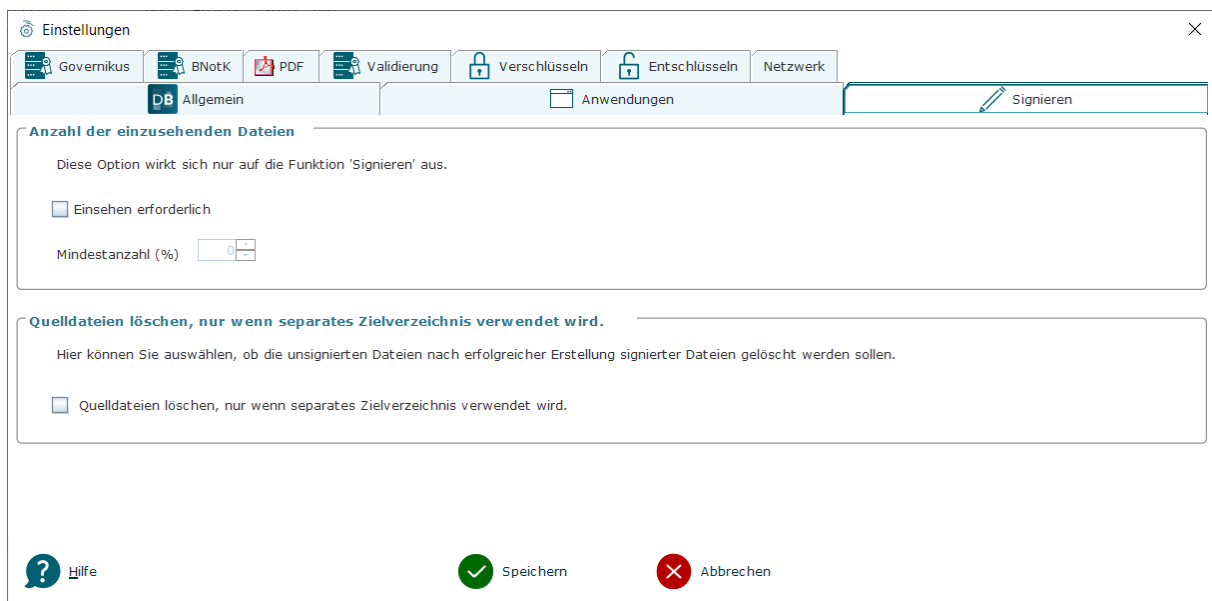 Einstellungen
Governikus BNotK PDF Validierung Verschlüsseln Entschlüsseln Netzwerk
DB Allgemein Anwendungen Signieren
Anzahl der einzusehenden Dateien
Diese Option wirkt sich nur auf die Funktion 'Signieren' aus.
Einsehen erforderlich
Mindestanzahl (%) 0
Quelldateien löschen, nur wenn separates Zielverzeichnis verwendet wird.
Hier können Sie auswählen, ob die unsignierten Dateien nach erfolgreicher Erstellung signierter Dateien gelöscht werden sollen.
Quelldateien löschen, nur wenn separates Zielverzeichnis verwendet wird.
? Hilfe Speichern Abbrechen